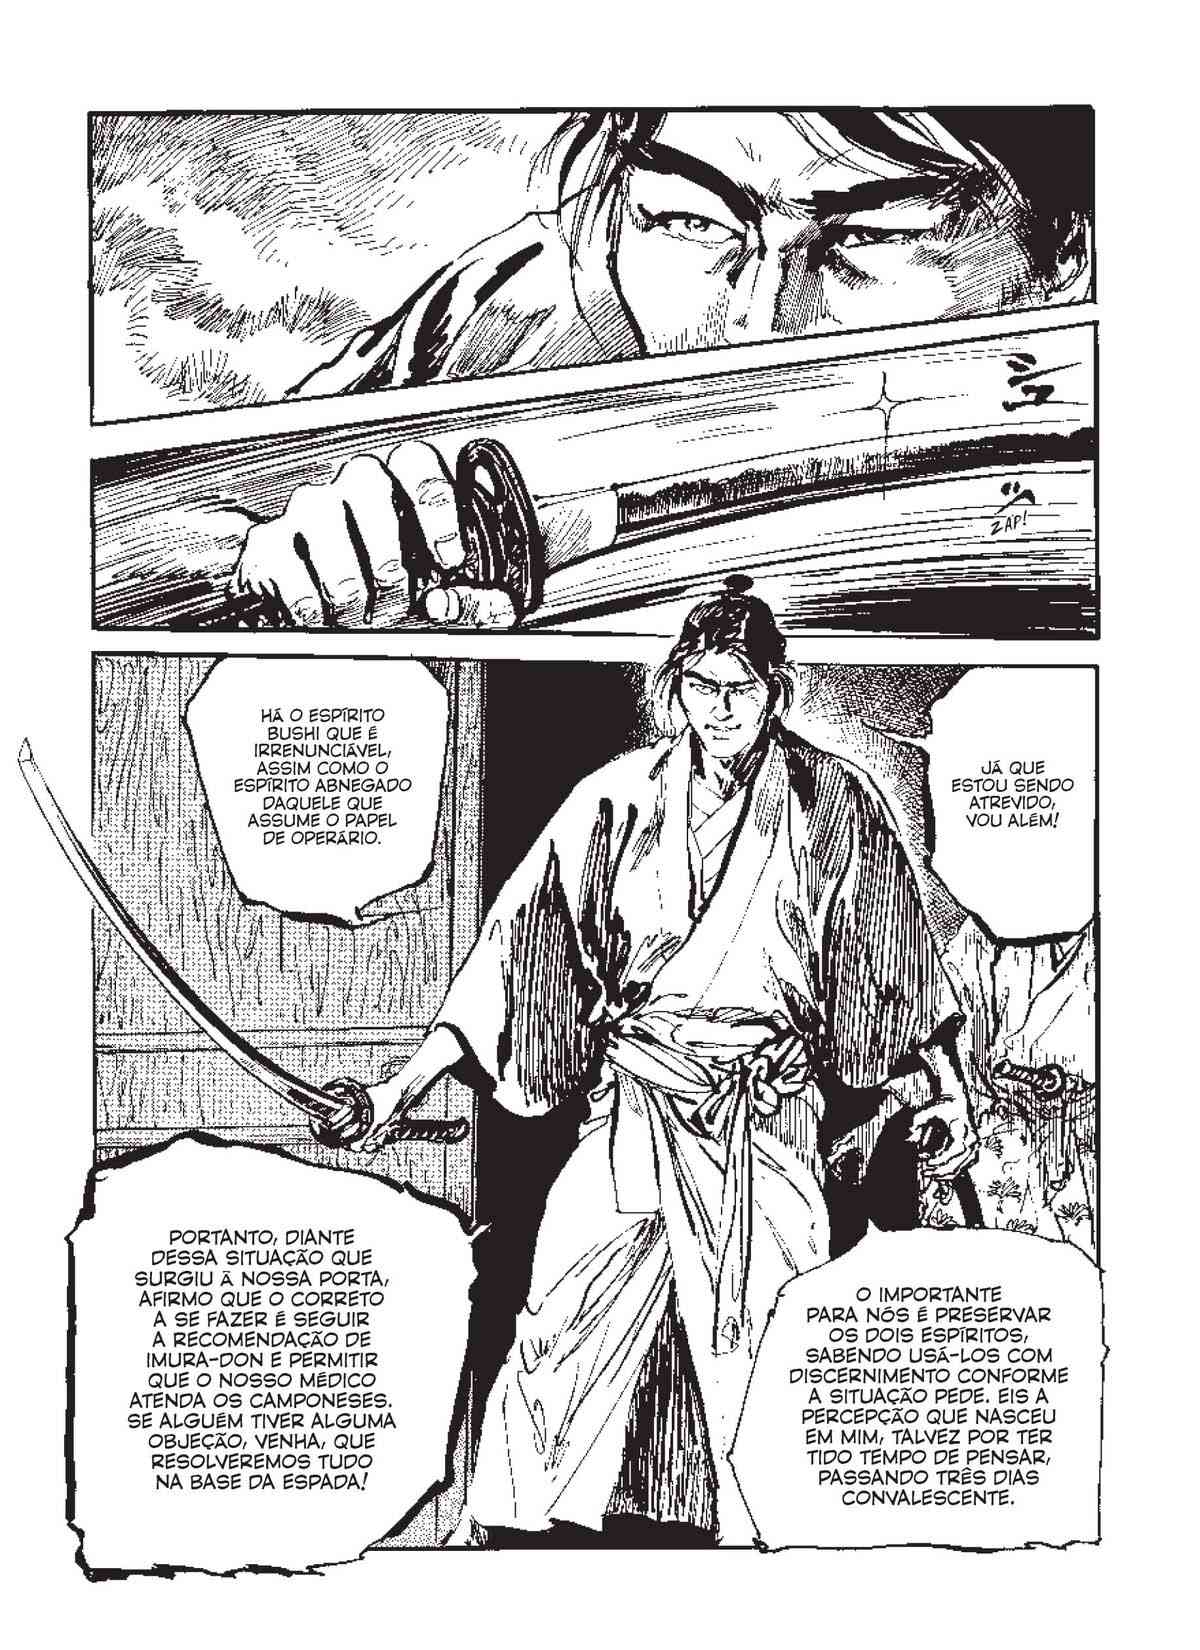 シュ
ッ
ZAP!
JÁ QUE
ESTOU SENDO
ATREVIDO,
VOU ALÉM!
HÁ O ESPÍRITO
BUSHI QUE É
IRRENUNCIÁVEL,
ASSIM COMO O
ESPÍRITO ABNEGADO
DAQUELE QUE
ASSUME O PAPEL
DE OPERÁRIO.
O IMPORTANTE
PARA NÓS É PRESERVAR
OS DOIS ESPÍRITOS,
SABENDO USÁ-LOS COM
DISCERNIMENTO CONFORME
A SITUAÇÃO PEDE. EIS A
PERCEPÇÃO QUE NASCEU
EM MIM, TALVEZ POR TER
TIDO TEMPO DE PENSAR,
PASSANDO TRÊS DIAS
CONVALESCENTE.
PORTANTO, DIANTE
DESSA SITUAÇÃO QUE
SURGIU À NOSSA PORTA,
AFIRMO QUE O CORRETO
A SE FAZER É SEGUIR
A RECOMENDAÇÃO DE
IMURA-DON E PERMITIR
QUE O NOSSO MÉDICO
ATENDA OS CAMPONESES.
SE ALGUÉM TIVER ALGUMA
OBJEÇÃO, VENHA, QUE
RESOLVEREMOS TUDO
NA BASE DA ESPADA!